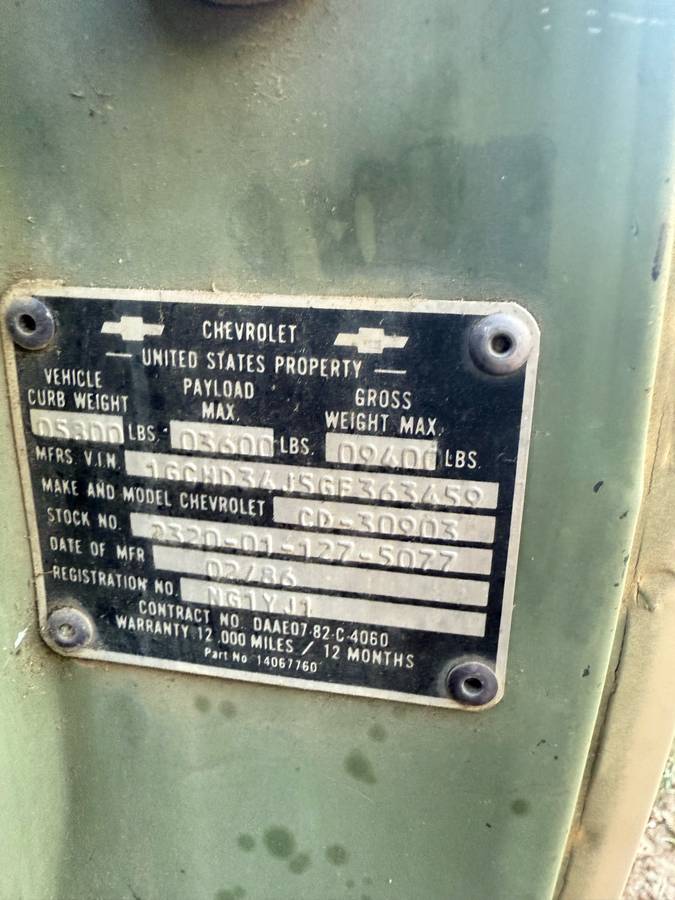 CHEVROLET
UNITED STATES PROPERTY
VEHICLE CURB WEIGHT 05800 LBS.
PAYLOAD MAX. 03600 LBS.
GROSS WEIGHT MAX. 09400 LBS.
MFRS V.I.N. 1GCHD34J5GF363459
MAKE AND MODEL CHEVROLET CD-30903
STOCK NO. 2320-01-127-5077
DATE OF MFR 02/86
REGISTRATION NO. NG1YJ1
CONTRACT NO. DAAE07-82-C-4060
WARRANTY 12,000 MILES / 12 MONTHS
Part No 14067760